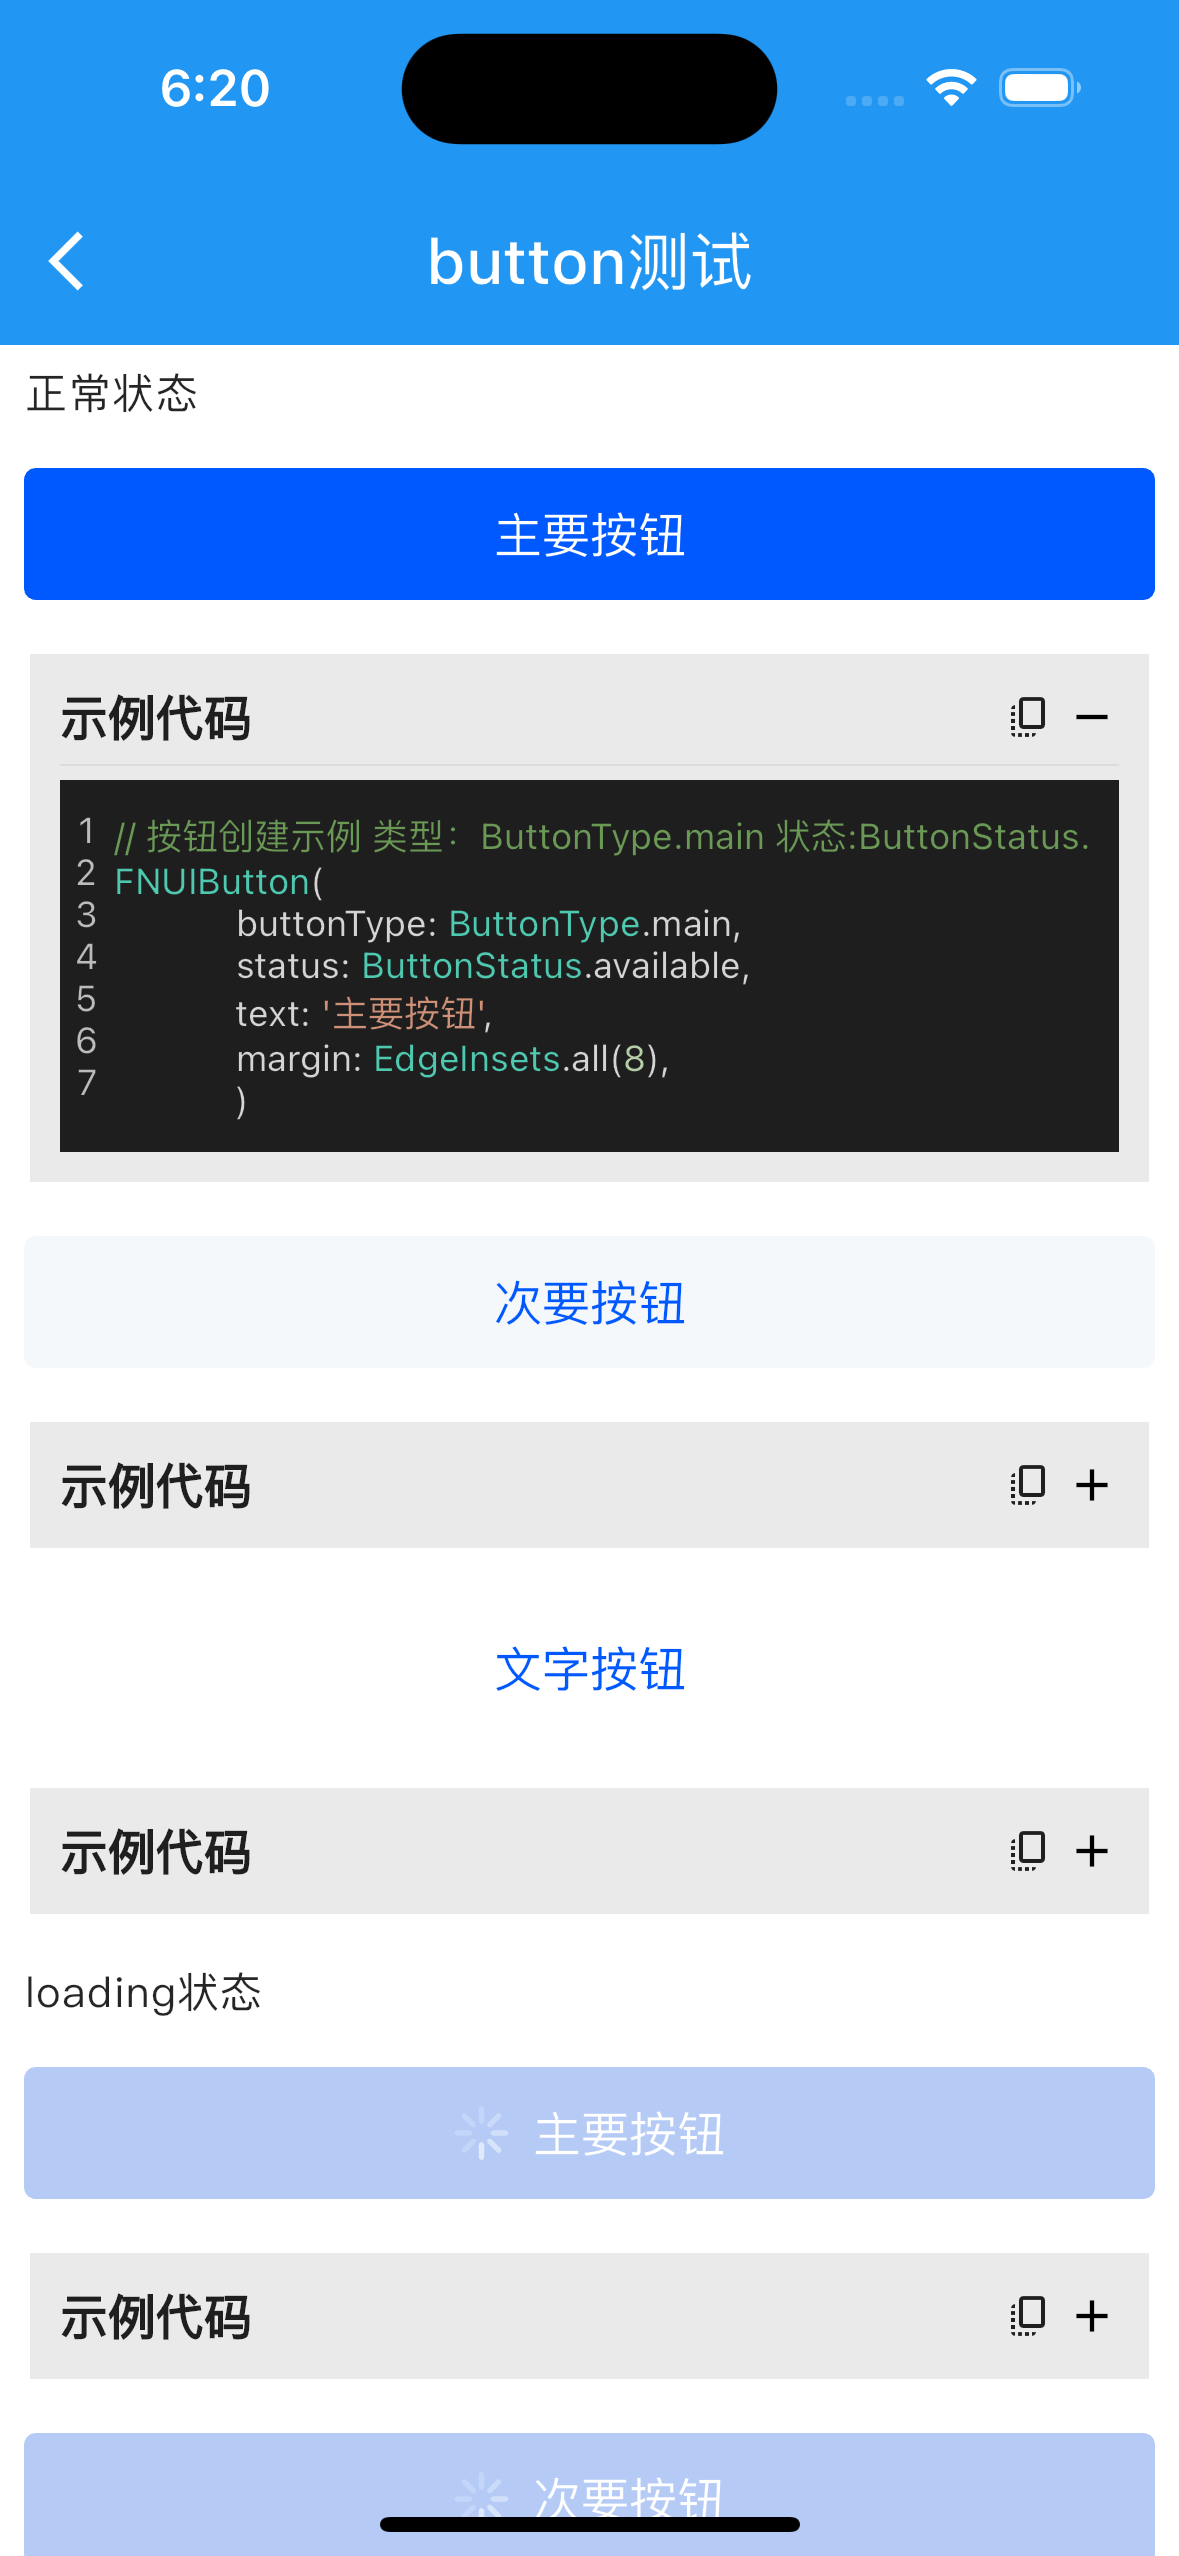 6:20
button测试
正常状态
主要按钮
示例代码
1 // 按钮创建示例 类型：ButtonType.main 状态:ButtonStatus.
2 FNUIButton(
3 buttonType: ButtonType.main,
4 status: ButtonStatus.available,
5 text: '主要按钮',
6 margin: EdgeInsets.all(8),
7 )
次要按钮
示例代码
文字按钮
示例代码
loading状态
主要按钮
示例代码
次要按钮